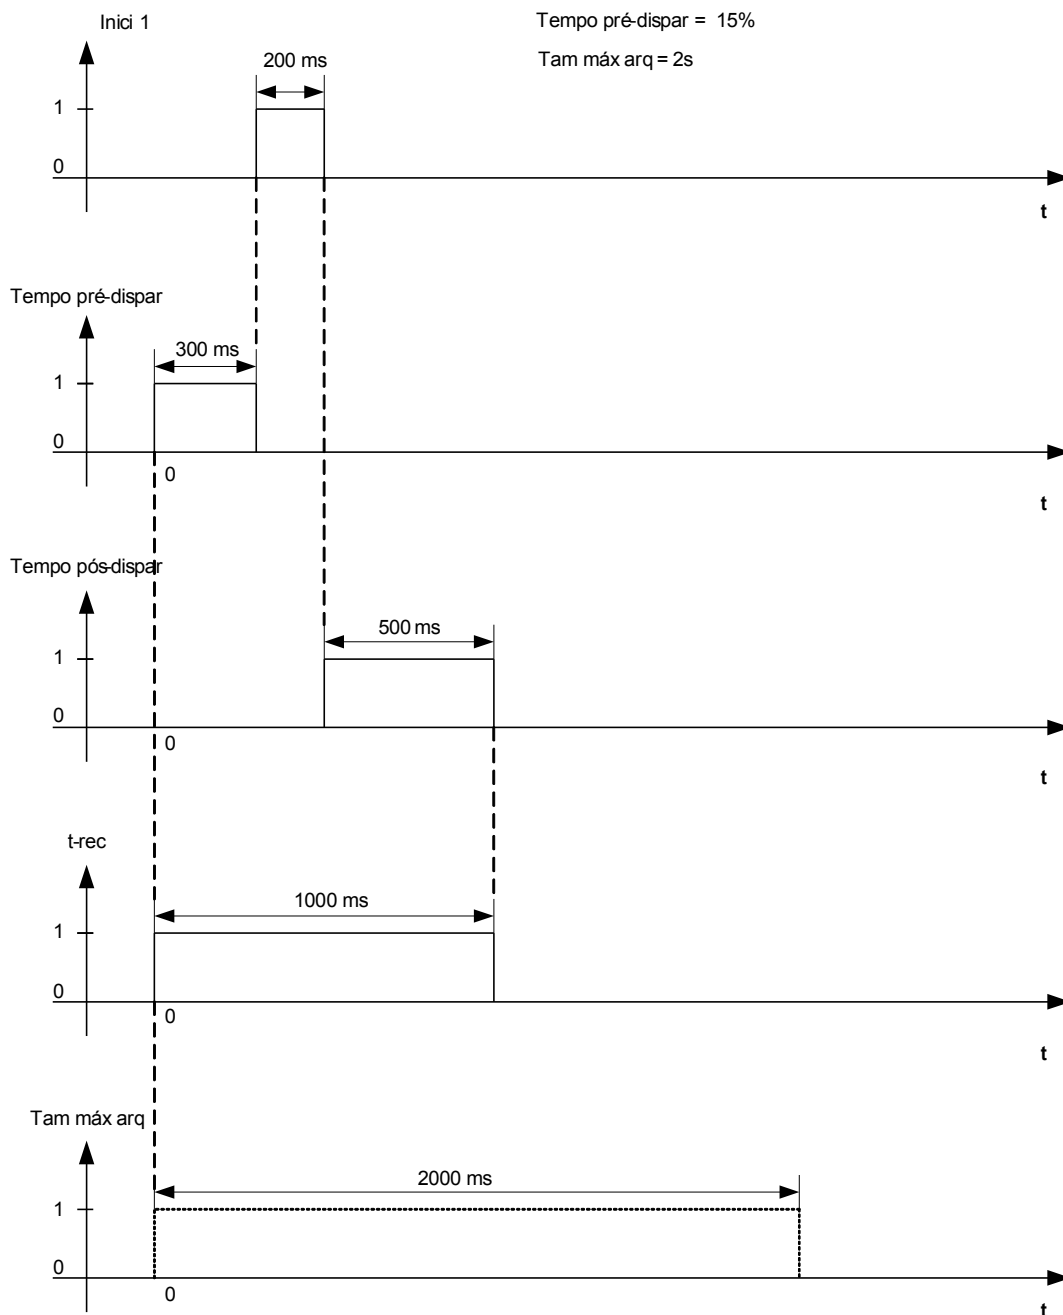 Inici 1
Tempo pré-dispar = 15%
Tam máx arq = 2s
200 ms
1
0
t
Tempo pré-dispar
300 ms
1
0
0
t
Tempo pós-dispar
500 ms
1
0
0
t
t-rec
1000 ms
1
0
0
t
Tam máx arq
2000 ms
1
0
0
t